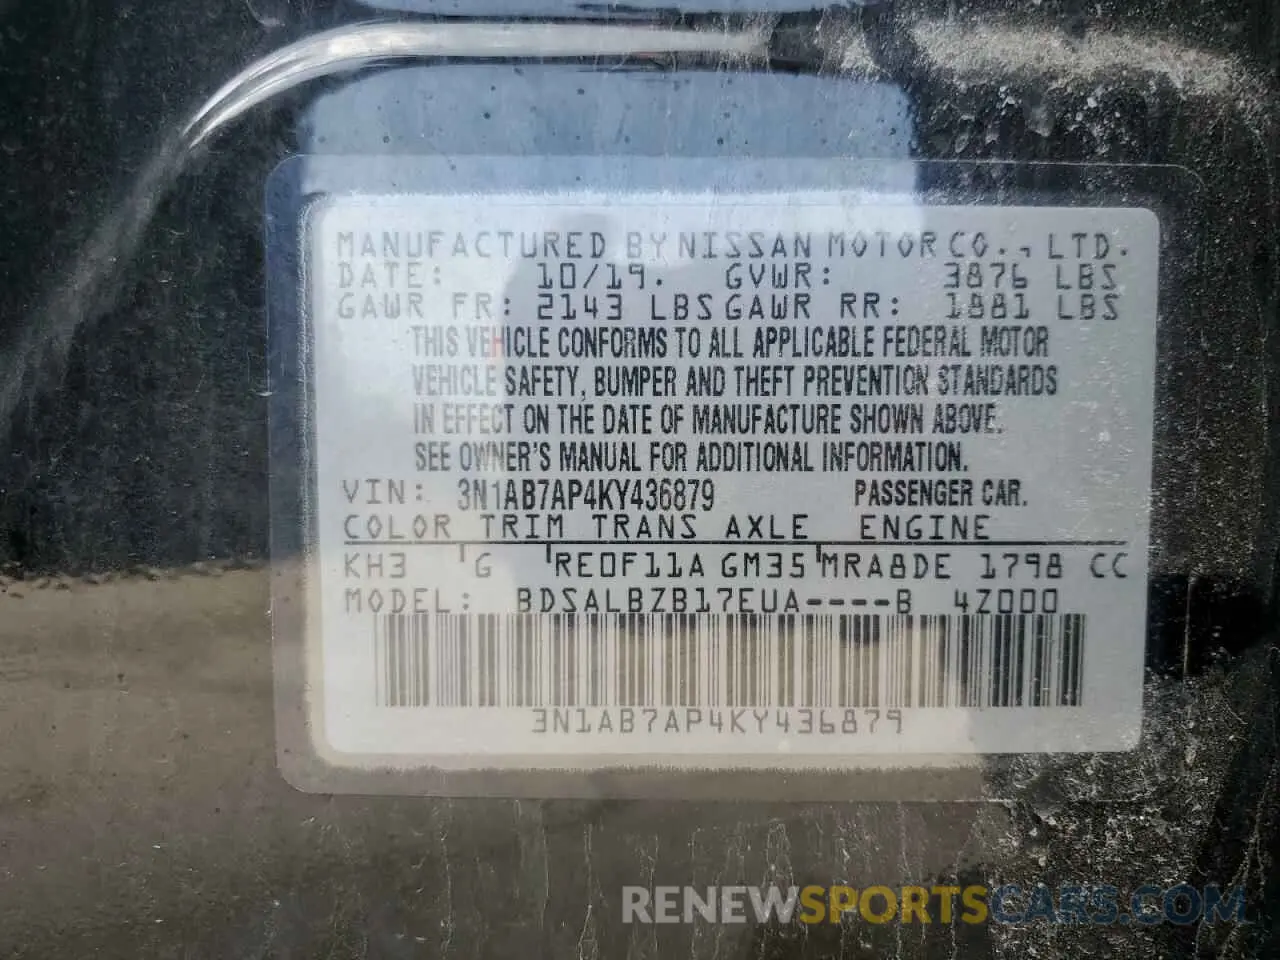 MANUFACTURED BY NISSAN MOTOR CO., LTD.
DATE: 10/19. GVWR: 3876 LBS
GAWR FR: 2143 LBS GAWR RR: 1881 LBS
THIS VEHICLE CONFORMS TO ALL APPLICABLE FEDERAL MOTOR
VEHICLE SAFETY, BUMPER AND THEFT PREVENTION STANDARDS
IN EFFECT ON THE DATE OF MANUFACTURE SHOWN ABOVE.
SEE OWNER'S MANUAL FOR ADDITIONAL INFORMATION.
VIN: 3N1AB7AP4KY436879 PASSENGER CAR.
COLOR TRIM TRANS AXLE ENGINE
KH3 G RE0F11A GM35 MRA8DE 1798 CC
MODEL: BDSALBZB17EUA----B 4Z000
3N1AB7AP4KY436879
RENEWSPORTSCARS.COM